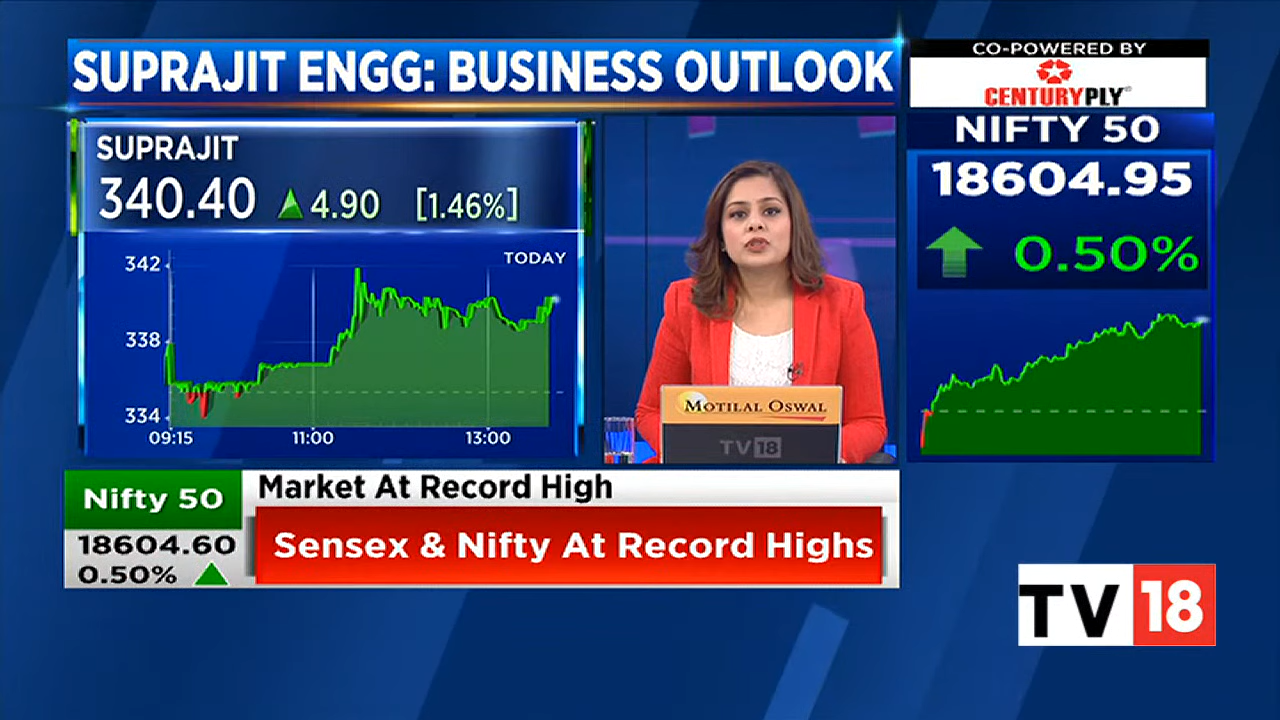 SUPRAJIT ENGG: BUSINESS OUTLOOK
CO-POWERED BY
CENTURYPLY
SUPRAJIT
340.40 ▲ 4.90 [1.46%]
TODAY
342
338
334
09:15 11:00 13:00
MOTILAL OSWAL
TV18
NIFTY 50
18604.95
0.50%
Nifty 50
18604.60
0.50% ▲
Market At Record High
Sensex & Nifty At Record Highs
TV18